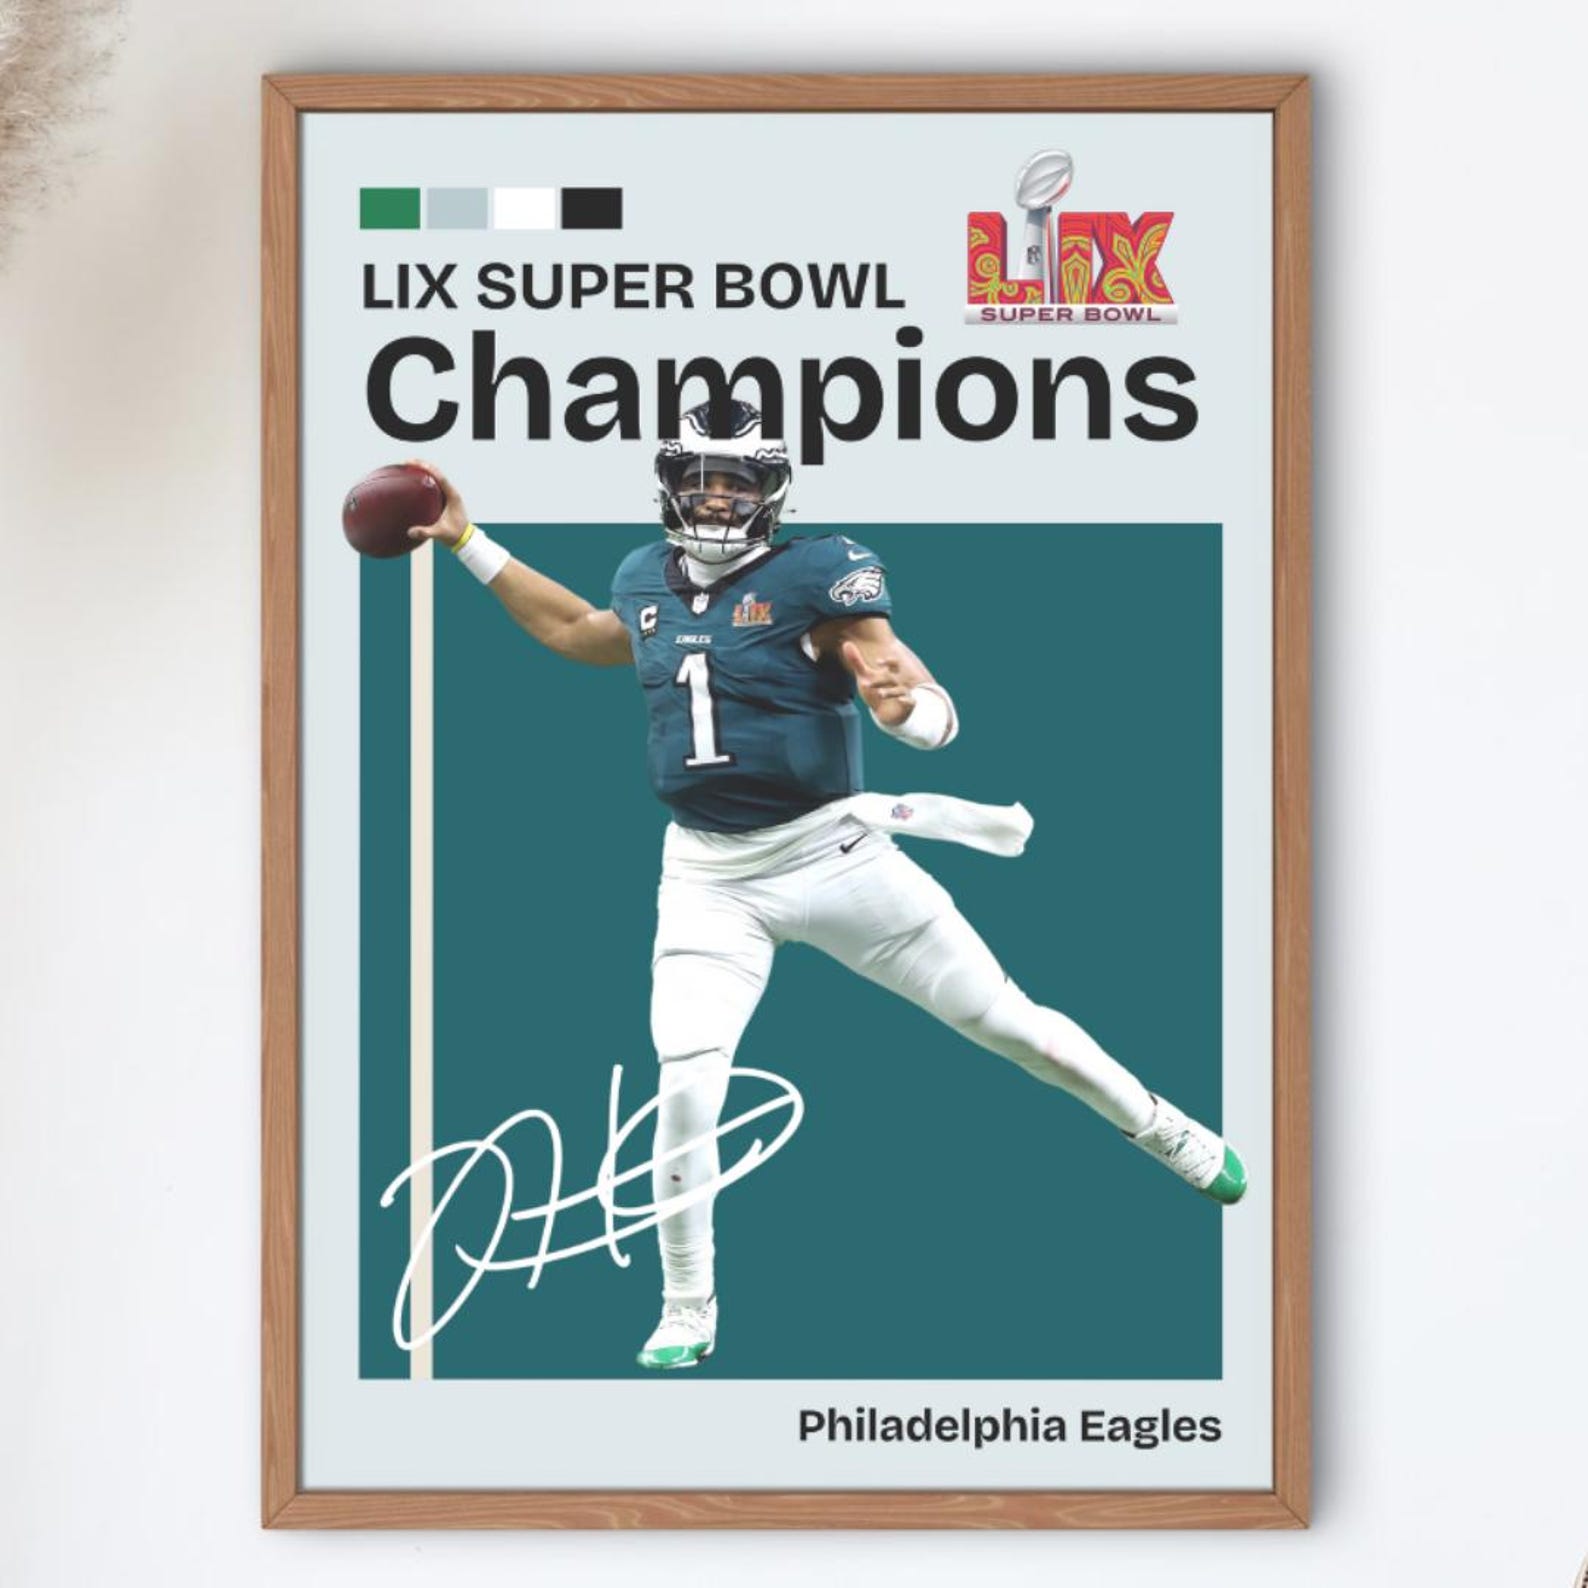 LIX SUPER BOWL
LIX
SUPER BOWL
Champions
C
EAGLES
1
Philadelphia Eagles